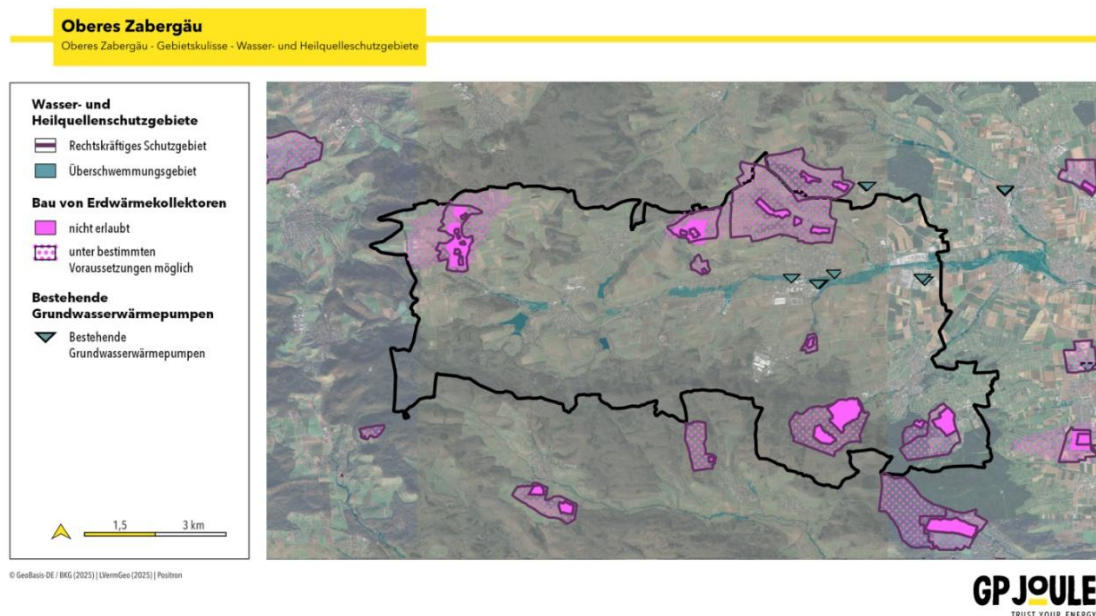 Oberes Zabergäu
Oberes Zabergäu - Gebietskulisse - Wasser- und Heilquelleschutzgebiete
Wasser- und
Heilquellenschutzgebiete
Rechtskräftiges Schutzgebiet
Überschwemmungsgebiet
Bau von Erdwärmekollektoren
nicht erlaubt
unter bestimmten
Voraussetzungen möglich
Bestehende
Grundwasserwärmepumpen
Bestehende
Grundwasserwärmepumpen
1,5 3 km
© GeoBasis-DE / BKG (2025) | LVermGeo (2025) | Positron
GP JOULE
TRUST YOUR ENERGY